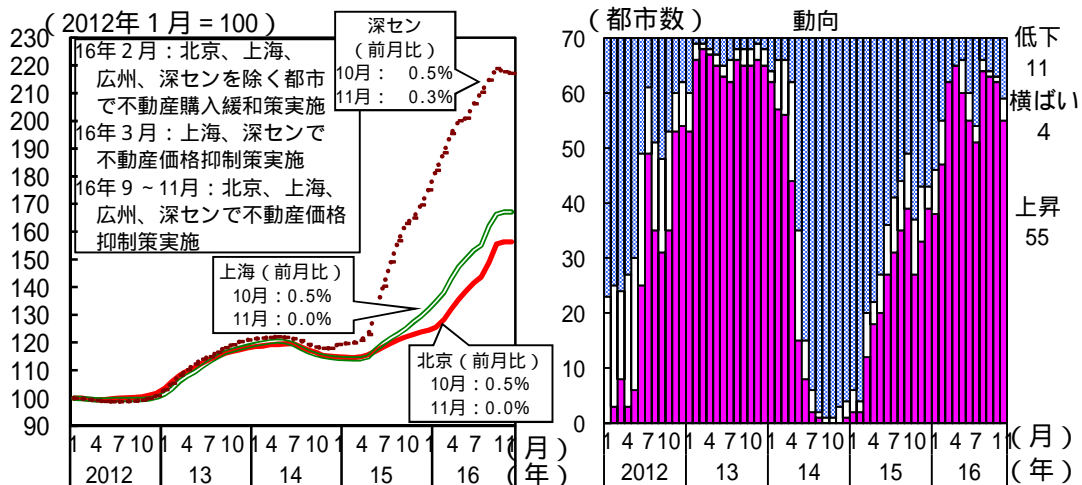 (2012年1月=100)
230
220
210
200
190
180
170
160
150
140
130
120
110
100
90
16年2月：北京、上海、
広州、深センを除く都市
で不動産購入緩和策実施
16年3月：上海、深センで
不動産価格抑制策実施
16年9～11月：北京、上海、
広州、深センで不動産価格
抑制策実施
深セン
(前月比)
10月： 0.5%
11月： 0.3%
上海(前月比)
10月：0.5%
11月：0.0%
北京(前月比)
10月：0.5%
11月：0.0%
1 4 7 10 1 4 7 10 1 4 7 10 1 4 7 10 1 4 7 1011 (月)
2012 13 14 15 16 (年)
(都市数) 動向
70
60
50
40
30
20
10
0
低下
11
横ばい
4
上昇
55
1 4 7 10 1 4 7 10 1 4 7 10 1 4 7 10 1 4 7 1011 (月)
2012 13 14 15 16 (年)